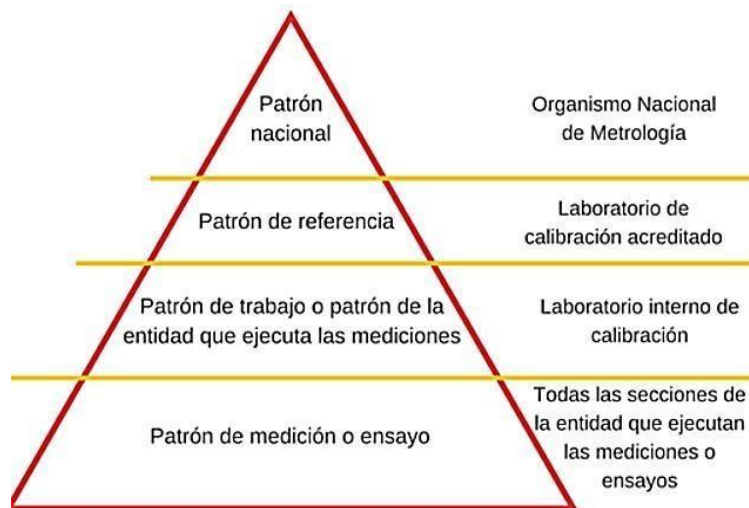 Patrón
nacional
Organismo Nacional
de Metrología
Patrón de referencia
Laboratorio de
calibración acreditado
Patrón de trabajo o patrón de la
entidad que ejecuta las mediciones
Laboratorio interno de
calibración
Patrón de medición o ensayo
Todas las secciones de
la entidad que ejecutan
las mediciones o
ensayos